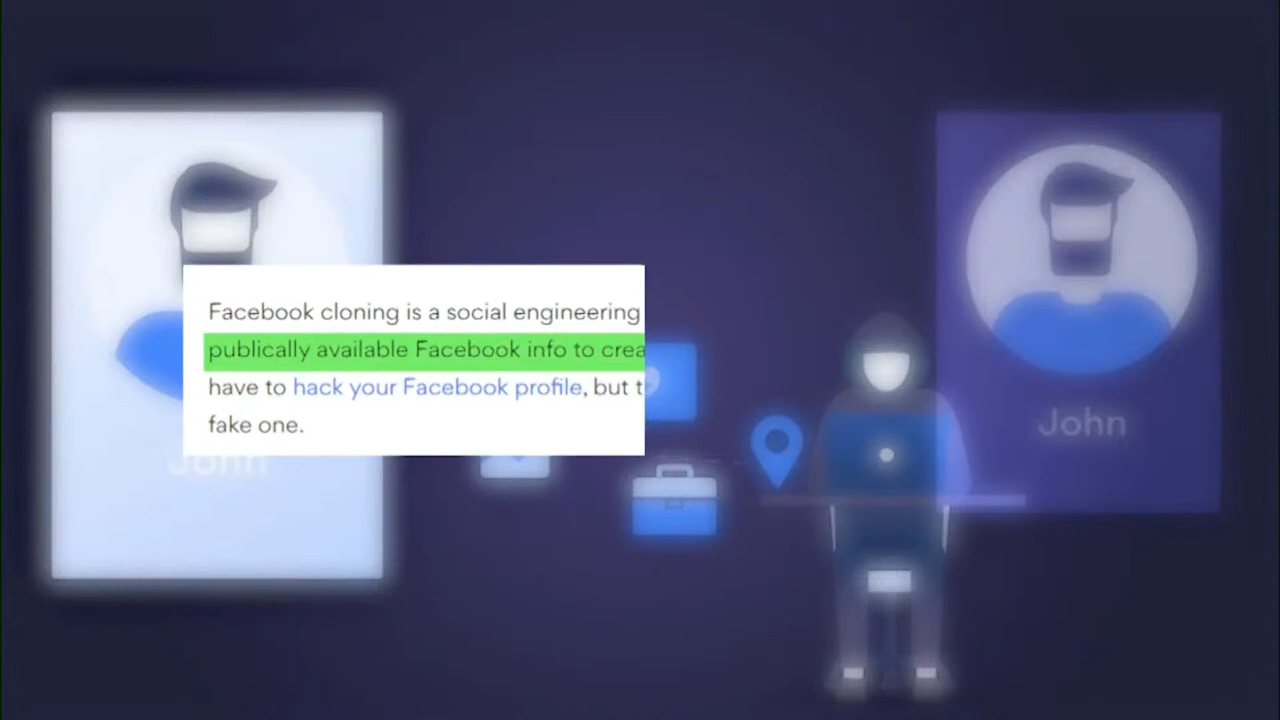 Facebook cloning is a social engineering
publically available Facebook info to crea
have to hack your Facebook profile, but t
fake one.
John
John